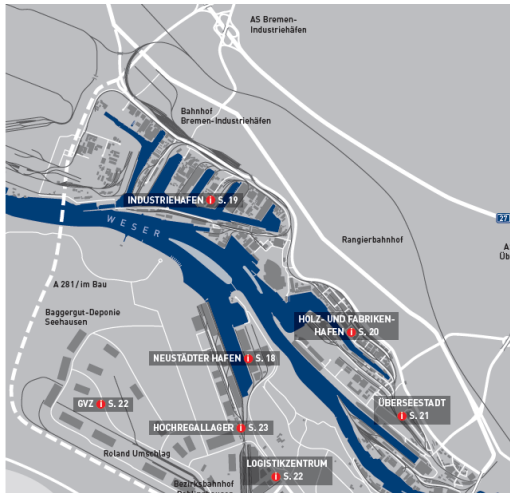 AS Bremen-
Industriehäfen
Bahnhof
Bremen-Industriehäfen
INDUSTRIEHAFEN i S. 19
WESER
27
Rangierbahnhof
A 281/im Bau
Baggergut-Deponie
Seehausen
HOLZ- UND FABRIKEN-
HAFEN i S. 20
NEUSTÄDTER HAFEN i S. 18
GVZ i S. 22
ÜBERSEESTADT
i S. 21
HOCHREGALLAGER i S. 23
Roland Umschlag
LOGISTIKZENTRUM
i S. 22
Bezirksbahnhof